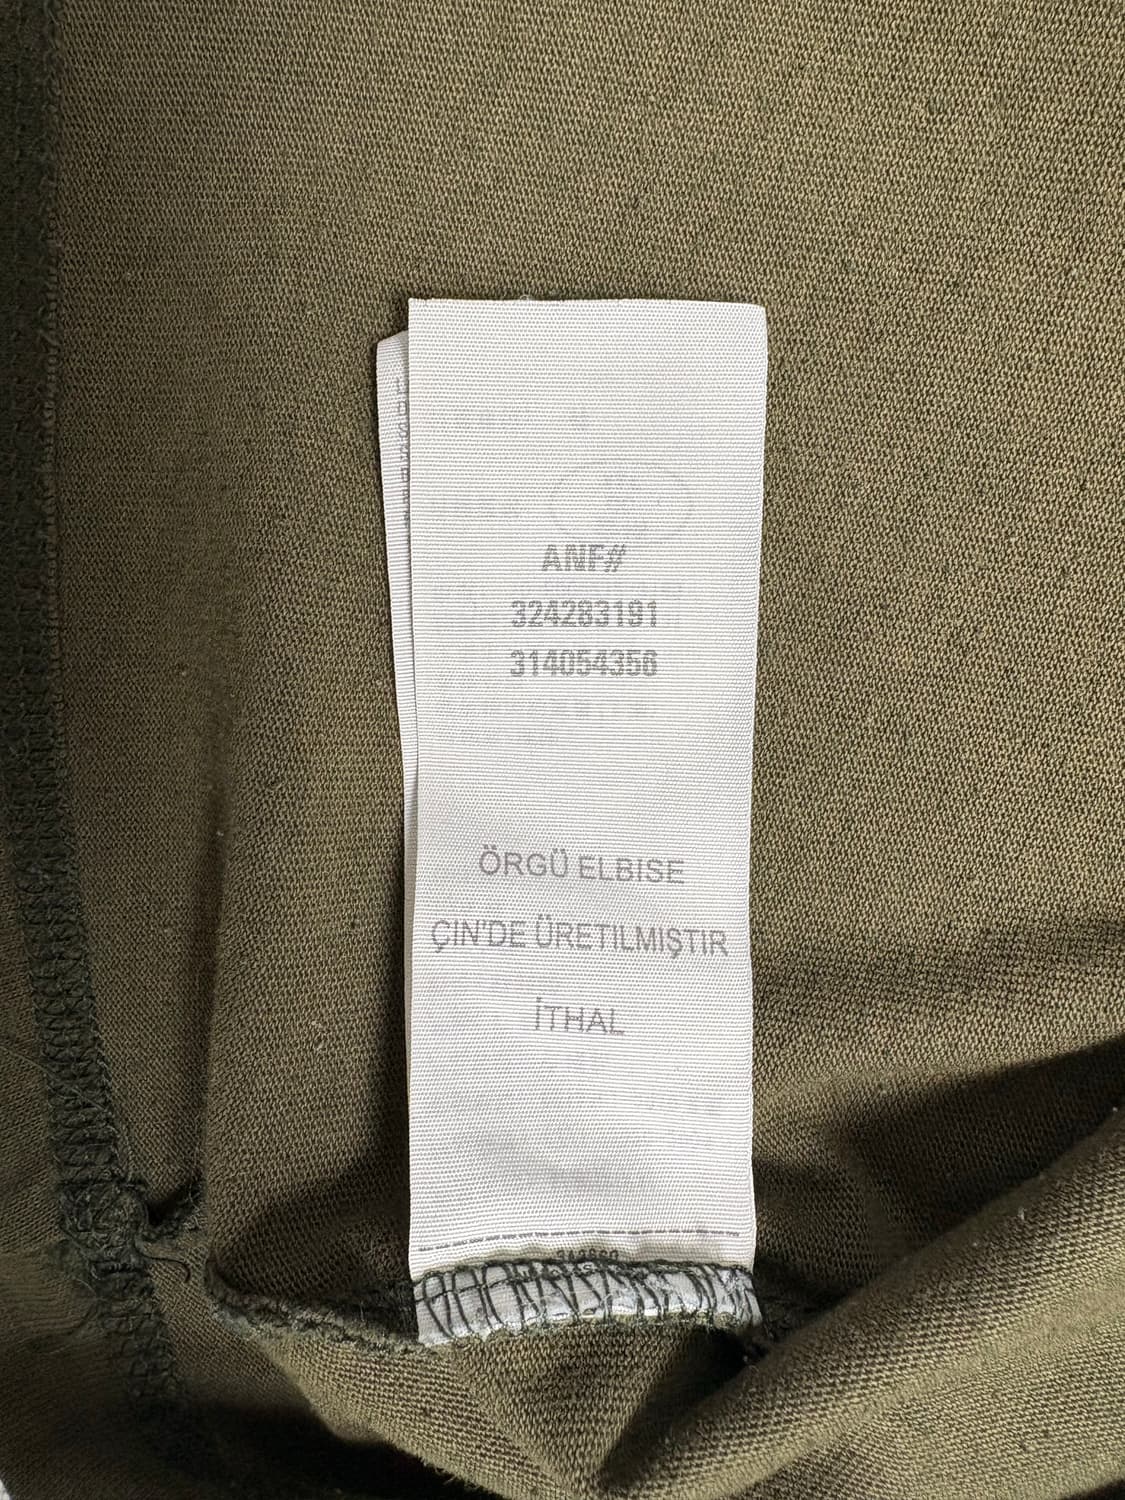 ANF#
324283191
314054356
ÖRGÜ ELBISE
ÇIN'DE ÜRETILMIŞTIR
İTHAL